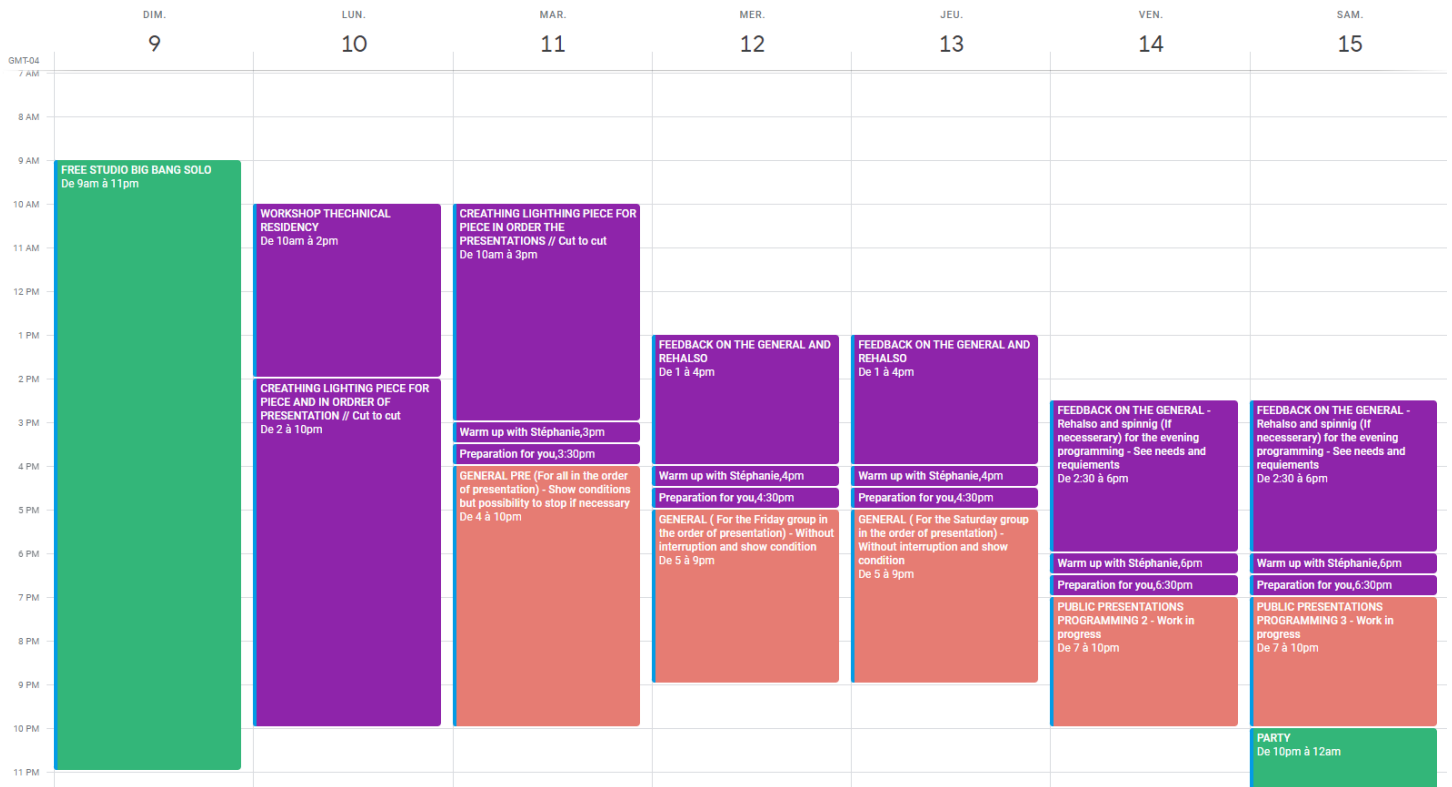 DIM.
LUN.
MAR.
MER.
JEU.
VEN.
SAM.
9
10
11
12
13
14
15
GMT-04
7 AM
8 AM
9 AM
10 AM
11 AM
12 PM
1 PM
2 PM
3 PM
4 PM
5 PM
6 PM
7 PM
8 PM
9 PM
10 PM
11 PM
FREE STUDIO BIG BANG SOLO
De 9am à 11pm
WORKSHOP THECHNICAL
RESIDENCY
De 10am à 2pm
CREATHING LIGHTING PIECE FOR
PIECE AND IN ORDRER OF
PRESENTATION // Cut to cut
De 2 à 10pm
CREATHING LIGHTHING PIECE FOR
PIECE IN ORDER THE
PRESENTATIONS // Cut to cut
De 10am à 3pm
Warm up with Stéphanie,3pm
Preparation for you,3:30pm
GENERAL PRE (For all in the order
of presentation) - Show conditions
but possibility to stop if necessary
De 4 à 10pm
FEEDBACK ON THE GENERAL AND
REHALSO
De 1 à 4pm
Warm up with Stéphanie,4pm
Preparation for you,4:30pm
GENERAL ( For the Friday group in
the order of presentation) - Without
interruption and show condition
De 5 à 9pm
FEEDBACK ON THE GENERAL AND
REHALSO
De 1 à 4pm
Warm up with Stéphanie,4pm
Preparation for you,4:30pm
GENERAL ( For the Saturday group
in the order of presentation) -
Without interruption and show
condition
De 5 à 9pm
FEEDBACK ON THE GENERAL -
Rehalso and spinnig (If
necesserary) for the evening
programming - See needs and
requiements
De 2:30 à 6pm
Warm up with Stéphanie,6pm
Preparation for you,6:30pm
PUBLIC PRESENTATIONS
PROGRAMMING 2 - Work in
progress
De 7 à 10pm
FEEDBACK ON THE GENERAL -
Rehalso and spinnig (If
necesserary) for the evening
programming - See needs and
requiements
De 2:30 à 6pm
Warm up with Stéphanie,6pm
Preparation for you,6:30pm
PUBLIC PRESENTATIONS
PROGRAMMING 3 - Work in
progress
De 7 à 10pm
PARTY
De 10pm à 12am